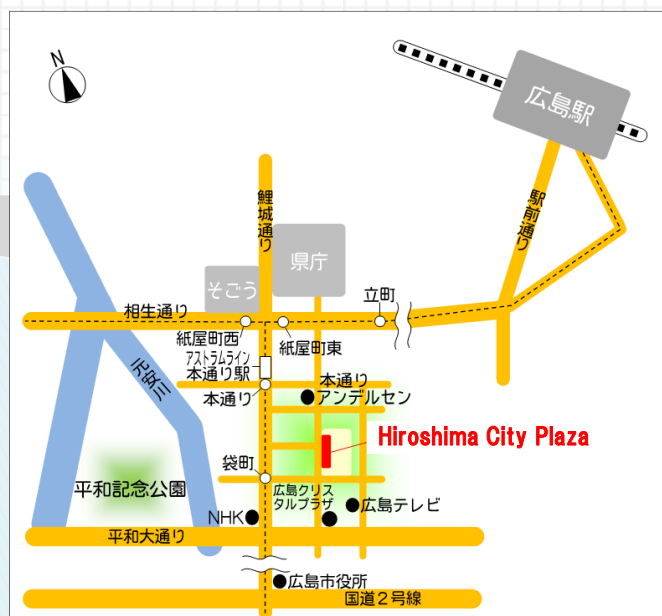 N
広島駅
鯉城通り
駅前通り
県庁
そごう
立町
相生通り
紙屋町西
紙屋町東
アストラムライン
本通り駅
本通り
本通り
アンデルセン
元安川
Hiroshima City Plaza
袋町
平和記念公園
広島クリス
タルプラザ
広島テレビ
NHK
平和大通り
広島市役所
国道2号線